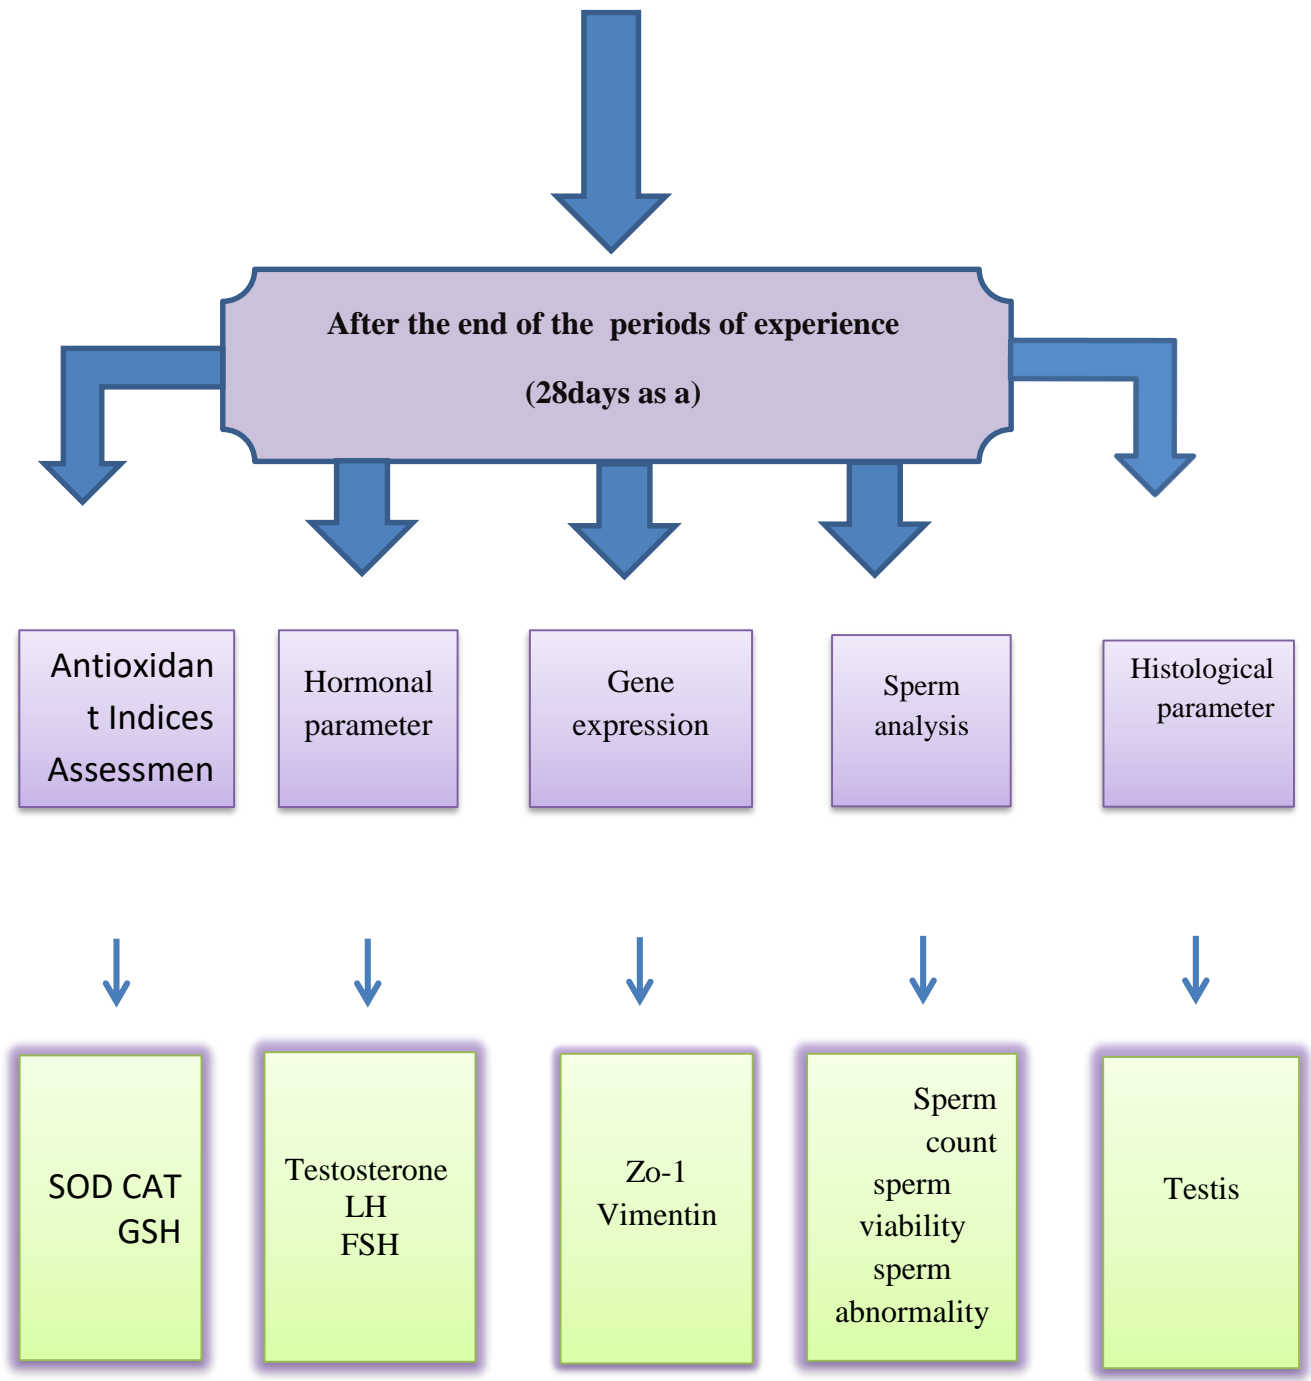 After the end of the  periods of experience
(28days as a)
Antioxidan
t Indices
Assessmen
Hormonal
parameter
Gene
expression
Sperm
analysis
Histological
parameter
SOD CAT
GSH
Testosterone
LH
FSH
Zo-1
Vimentin
Sperm
count
sperm
viability
sperm
abnormality
Testis